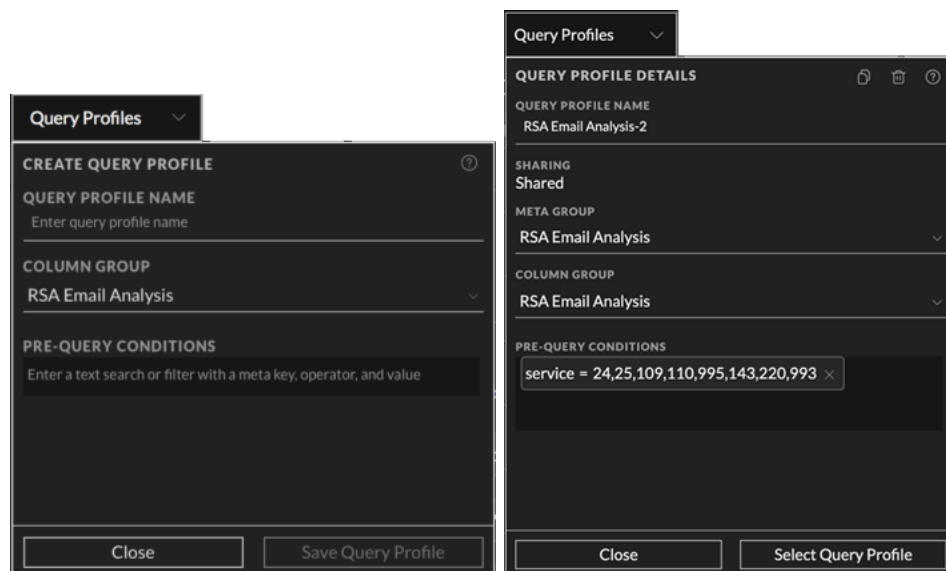 Query Profiles
CREATE QUERY PROFILE
QUERY PROFILE NAME
Enter query profile name
COLUMN GROUP
RSA Email Analysis
PRE-QUERY CONDITIONS
Enter a text search or filter with a meta key, operator, and value
Close
Save Query Profile
Query Profiles
QUERY PROFILE DETAILS
QUERY PROFILE NAME
RSA Email Analysis-2
SHARING
Shared
META GROUP
RSA Email Analysis
COLUMN GROUP
RSA Email Analysis
PRE-QUERY CONDITIONS
service = 24,25,109,110,995,143,220,993
Close
Select Query Profile